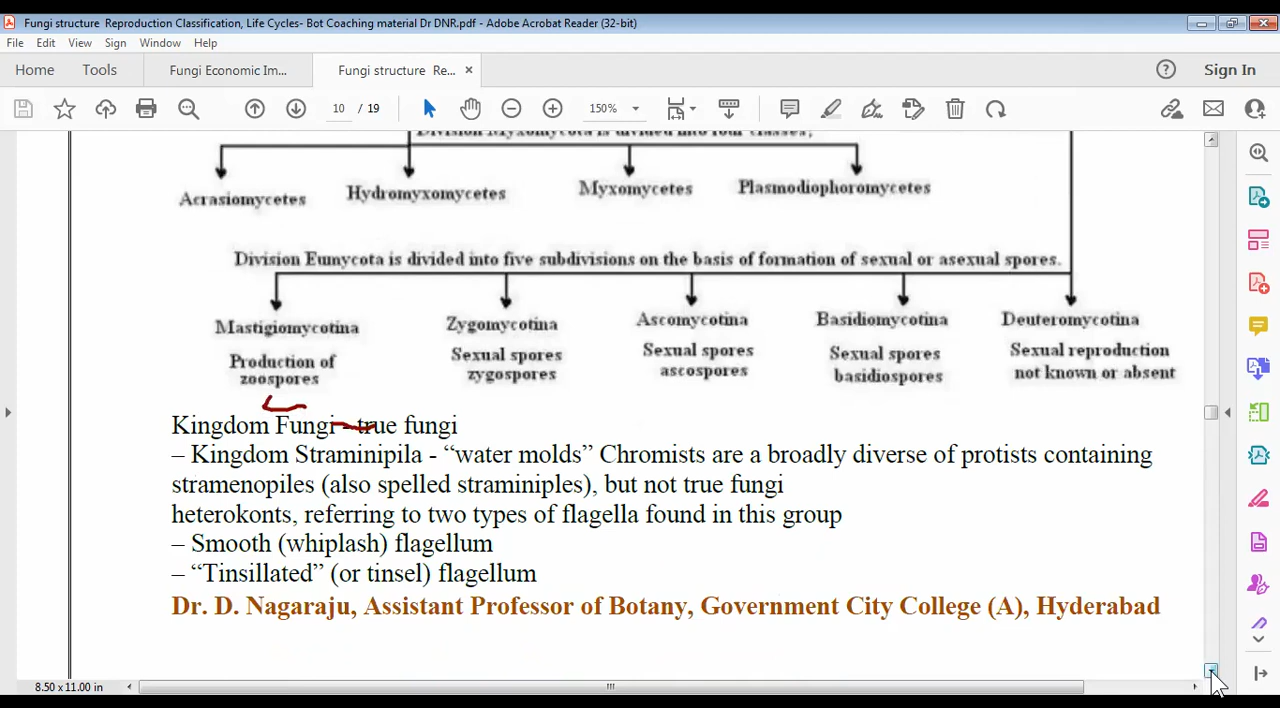 Fungi structure Reproduction Classification, Life Cycles- Bot Coaching material Dr DNR.pdf - Adobe Acrobat Reader (32-bit)
File Edit View Sign Window Help
Home Tools Fungi Economic Im... Fungi structure Re... × Sign In
10 / 19 150%
Division Myxomycota is divided into four classes;
Acrasiomycetes Hydromyxomycetes Myxomycetes Plasmodiophoromycetes
Division Eumycota is divided into five subdivisions on the basis of formation of sexual or asexual spores.
Mastigiomycotina Zygomycotina Ascomycotina Basidiomycotina Deuteromycotina
Production of Sexual spores Sexual spores Sexual spores Sexual reproduction
zoospores zygospores ascospores basidiospores not known or absent
Kingdom Fungi - true fungi
– Kingdom Straminipila - “water molds” Chromists are a broadly diverse of protists containing
stramenopiles (also spelled straminiples), but not true fungi
heterokonts, referring to two types of flagella found in this group
– Smooth (whiplash) flagellum
– “Tinsillated” (or tinsel) flagellum
Dr. D. Nagaraju, Assistant Professor of Botany, Government City College (A), Hyderabad
8.50 x 11.00 in